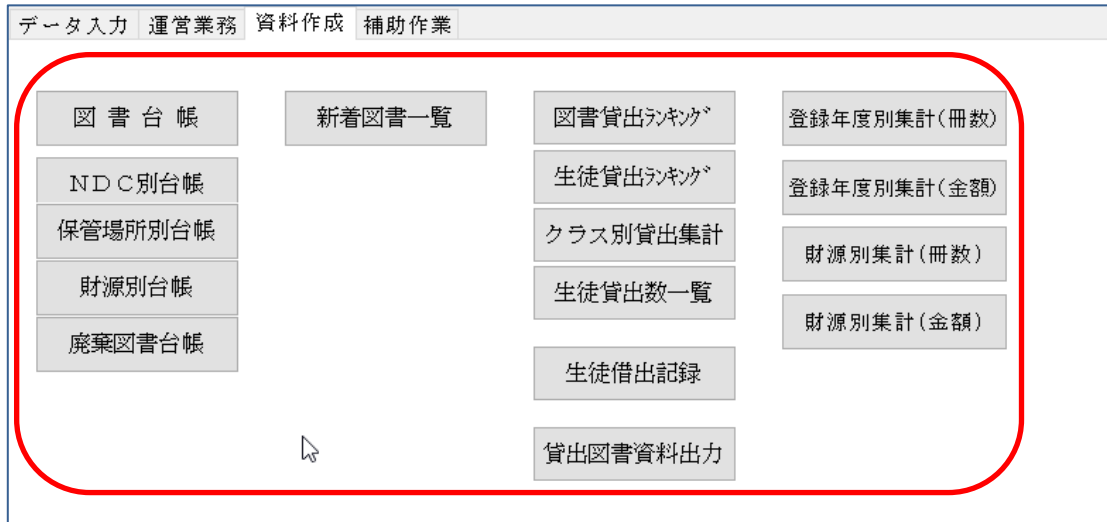 データ入力 運営業務 資料作成 補助作業
図 書 台 帳
ＮＤＣ別台帳
保管場所別台帳
財源別台帳
廃棄図書台帳
新着図書一覧
図書貸出ﾗﾝｷﾝｸﾞ
生徒貸出ﾗﾝｷﾝｸﾞ
クラス別貸出集計
生徒貸出数一覧
生徒借出記録
貸出図書資料出力
登録年度別集計(冊数)
登録年度別集計(金額)
財源別集計(冊数)
財源別集計(金額)